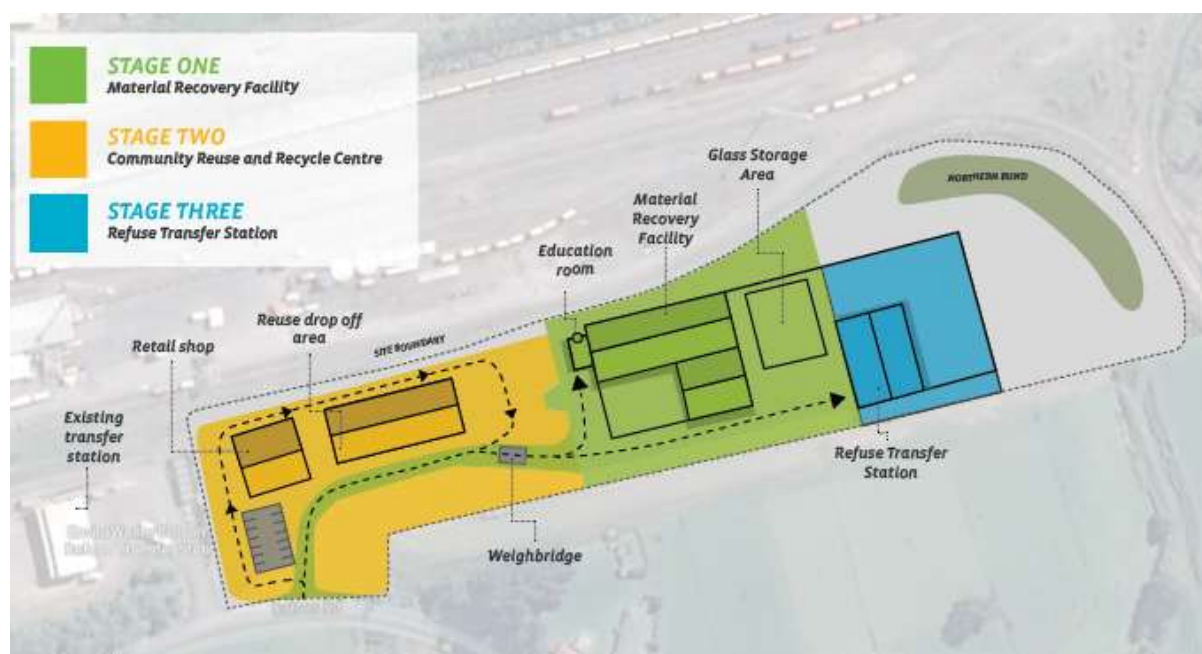 STAGE ONE
Material Recovery Facility
STAGE TWO
Community Reuse and Recycle Centre
STAGE THREE
Refuse Transfer Station
Glass Storage
Area
NORTHERN BUND
Material
Recovery
Facility
Education
room
Reuse drop off
area
SITE BOUNDARY
Retail shop
Existing
transfer
station
Refuse Transfer
Station
Weighbridge